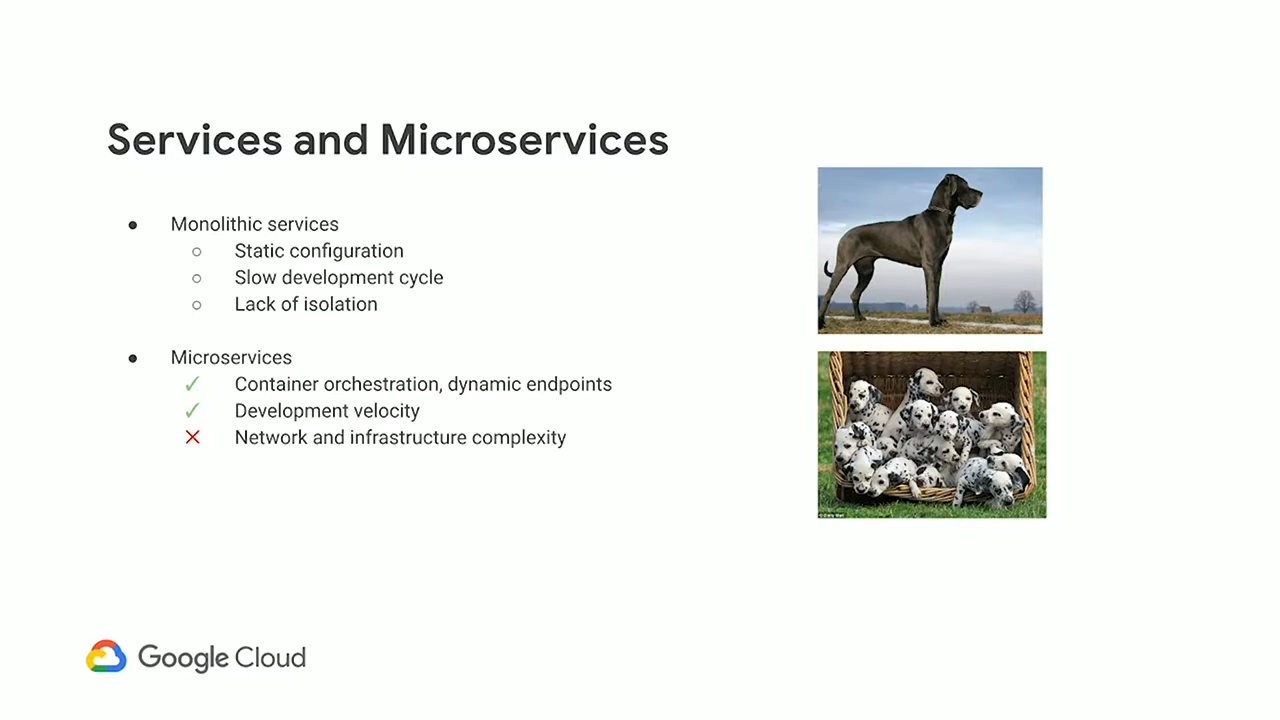 Services and Microservices
● Monolithic services
○ Static configuration
○ Slow development cycle
○ Lack of isolation
● Microservices
✓ Container orchestration, dynamic endpoints
✓ Development velocity
✕ Network and infrastructure complexity
Google Cloud